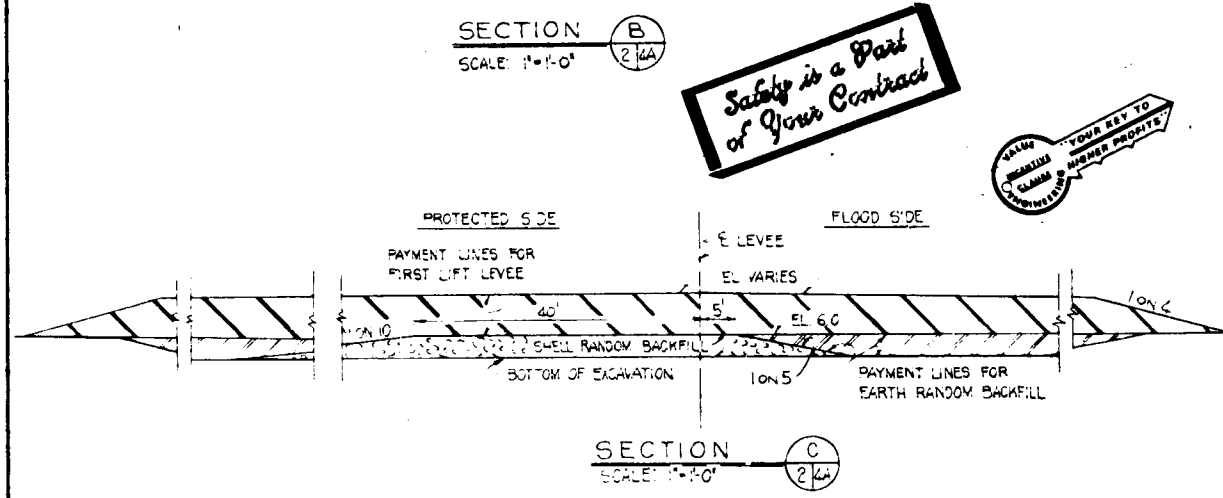 SECTION B
SCALE: 1"=1'-0" 2 4A
Safety is a Part
of Your Contract
VALUE
INCENTIVE
CLAUSE
ENGINEERING
"YOUR KEY TO
HIGHER PROFITS"
PROTECTED SIDE
FLOOD SIDE
℄ LEVEE
PAYMENT LINES FOR
FIRST LIFT LEVEE
EL VARIES
1 ON 4
40'
5'
1 ON 10
EL 6.0
SHELL RANDOM BACKFILL
BOTTOM OF EXCAVATION
1 ON 5
PAYMENT LINES FOR
EARTH RANDOM BACKFILL
SECTION C
SCALE: 1"=1'-0" 2 4A